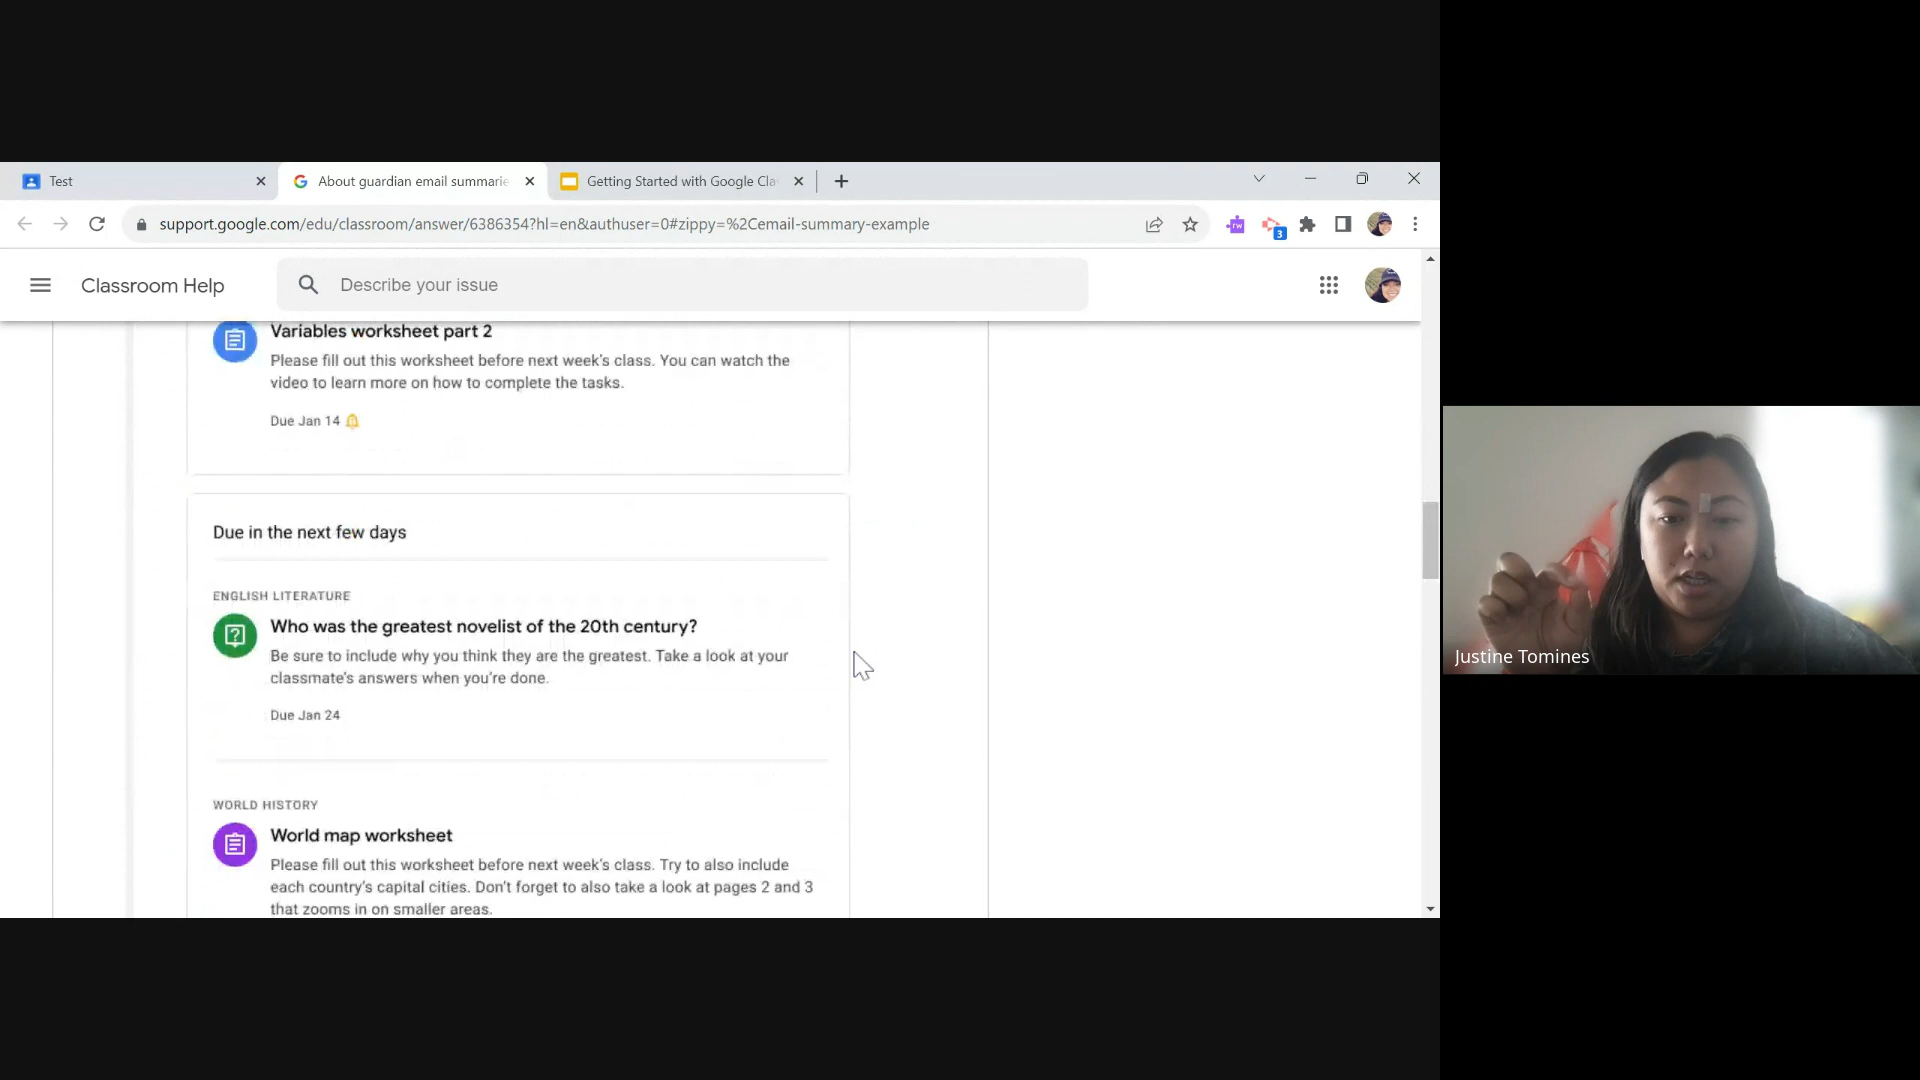 Test
About guardian email summarie
Getting Started with Google Cla
support.google.com/edu/classroom/answer/6386354?hl=en&authuser=0#zippy=%2Cemail-summary-example
rw
3
Classroom Help
Describe your issue
Variables worksheet part 2
Please fill out this worksheet before next week's class. You can watch the
video to learn more on how to complete the tasks.
Due Jan 14
Due in the next few days
ENGLISH LITERATURE
Who was the greatest novelist of the 20th century?
Be sure to include why you think they are the greatest. Take a look at your
classmate's answers when you're done.
Due Jan 24
WORLD HISTORY
World map worksheet
Please fill out this worksheet before next week's class. Try to also include
each country's capital cities. Don't forget to also take a look at pages 2 and 3
that zooms in on smaller areas.
Justine Tomines